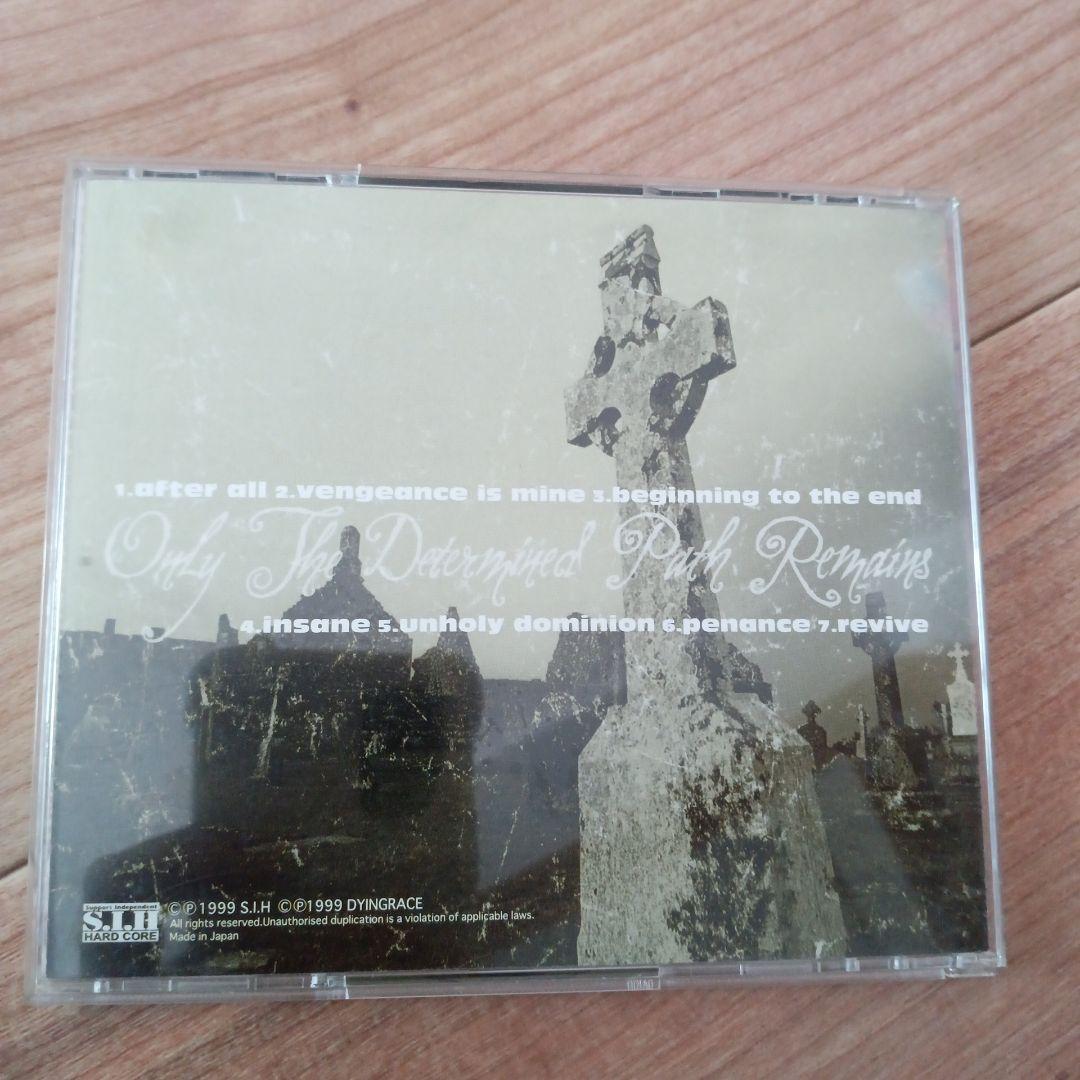 1.after all 2.vengeance is mine 3.beginning to the end
Only The Determined Path Remains
4.insane 5.unholy dominion 6.penance 7.revive
Support Independent
S.I.H
HARD CORE
©℗1999 S.I.H ©℗1999 DYINGRACE
All rights reserved.Unauthorised duplication is a violation of applicable laws.
Made in Japan